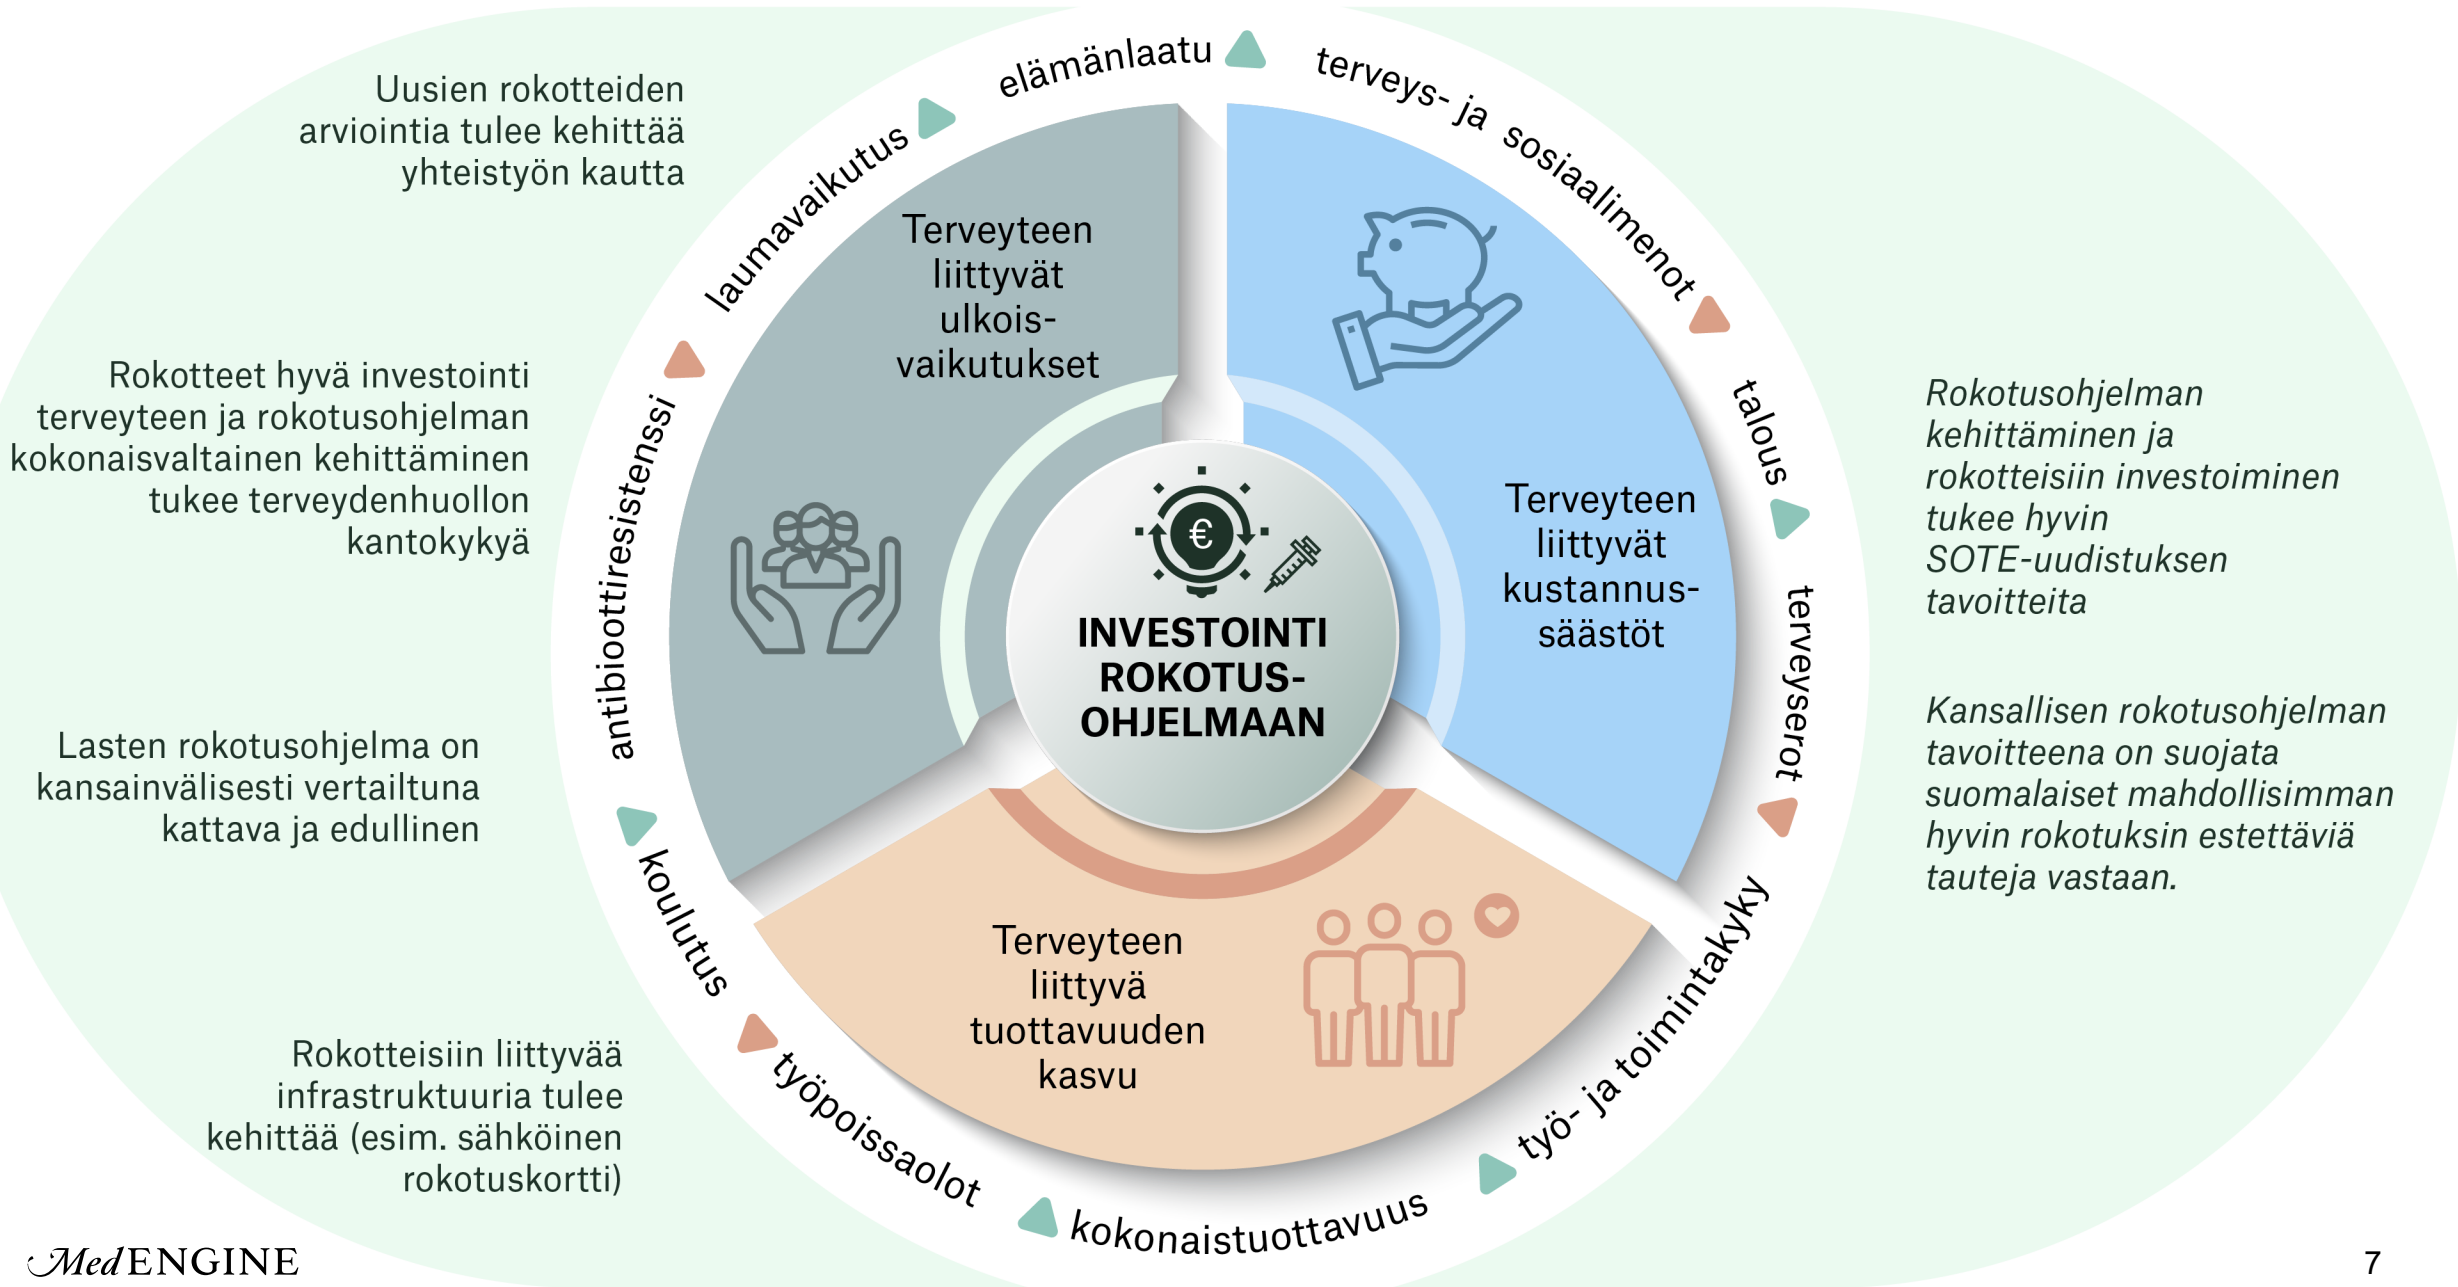 Uusien rokotteiden
arviointia tulee kehittää
yhteistyön kautta
Rokotteet hyvä investointi
terveyteen ja rokotusohjelman
kokonaisvaltainen kehittäminen
tukee terveydenhuollon
kantokykyä
Lasten rokotusohjelma on
kansainvälisesti vertailtuna
kattava ja edullinen
Rokotteisiin liittyvää
infrastruktuuria tulee
kehittää (esim. sähköinen
rokotuskortti)
elämänlaatu
terveys- ja sosiaalimenot
talous
terveyserot
työ- ja toimintakyky
kokonaistuottavuus
työpoissaolot
koulutus
antibioottiresistenssi
laumavaikutus
Terveyteen
liittyvät
ulkois-
vaikutukset
Terveyteen
liittyvät
kustannus-
säästöt
€
INVESTOINTI
ROKOTUS-
OHJELMAAN
Terveyteen
liittyvä
tuottavuuden
kasvu
Rokotusohjelman
kehittäminen ja
rokotteisiin investoiminen
tukee hyvin
SOTE-uudistuksen
tavoitteita
Kansallisen rokotusohjelman
tavoitteena on suojata
suomalaiset mahdollisimman
hyvin rokotuksin estettäviä
tauteja vastaan.
MedENGINE
7